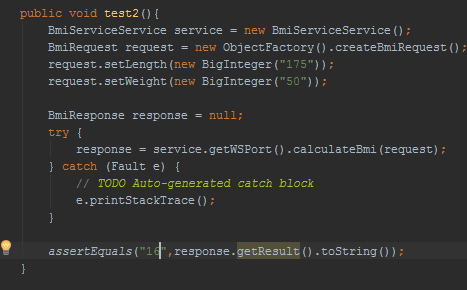 public void test2(){
BmiServiceService service = new BmiServiceService();
BmiRequest request = new ObjectFactory().createBmiRequest();
request.setLength(new BigInteger("175"));
request.setWeight(new BigInteger("50"));
BmiResponse response = null;
try {
response = service.getWSPort().calculateBmi(request);
} catch (Fault e) {
// TODO Auto-generated catch block
e.printStackTrace();
}
assertEquals("16",response.getResult().toString());
}